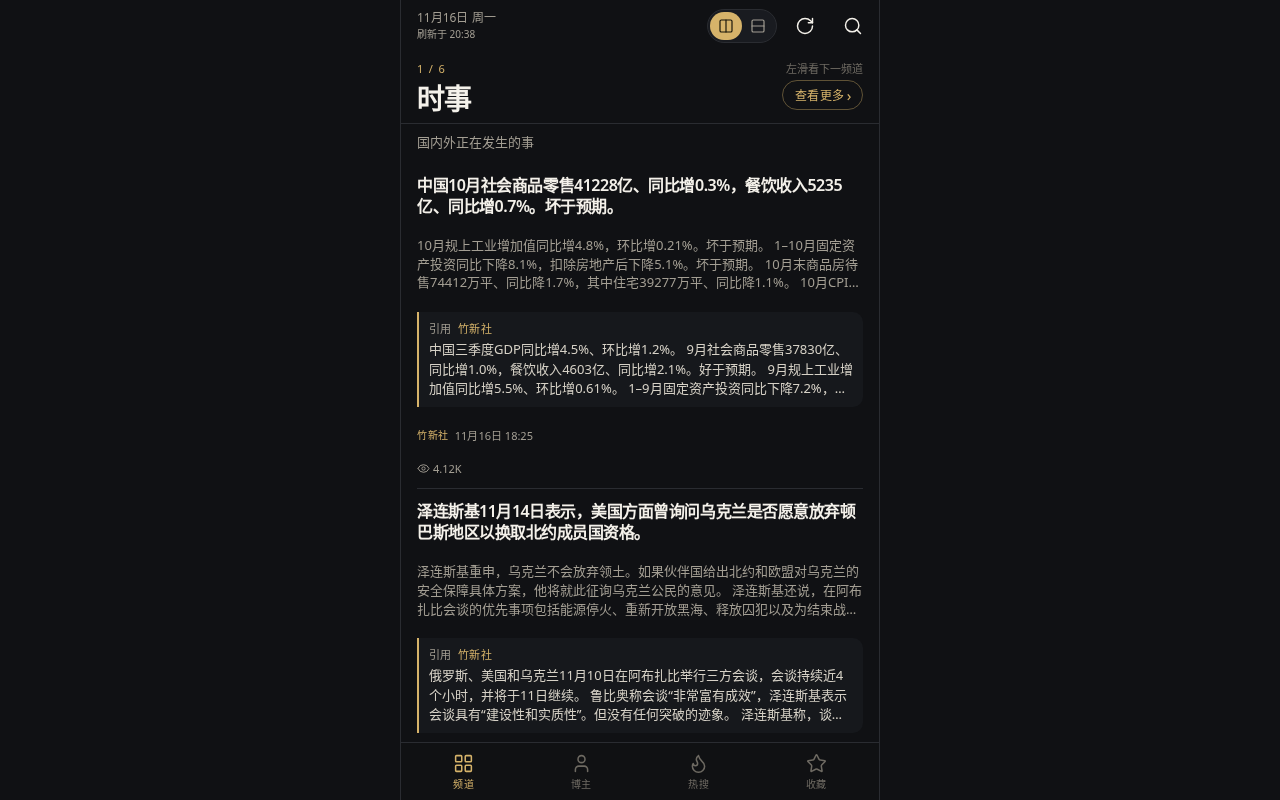 11月16日 周一
刷新于 20:38
1 / 6
左滑看下一频道
时事
查看更多 ›
国内外正在发生的事
中国10月社会商品零售41228亿、同比增0.3%，餐饮收入5235
亿、同比增0.7%。坏于预期。
10月规上工业增加值同比增4.8%，环比增0.21%。坏于预期。 1–10月固定资
产投资同比下降8.1%，扣除房地产后下降5.1%。坏于预期。 10月末商品房待
售74412万平、同比降1.7%，其中住宅39277万平、同比降1.1%。 10月CPI…
引用 竹新社
中国三季度GDP同比增4.5%、环比增1.2%。 9月社会商品零售37830亿、
同比增1.0%，餐饮收入4603亿、同比增2.1%。好于预期。 9月规上工业增
加值同比增5.5%、环比增0.61%。 1–9月固定资产投资同比下降7.2%，…
竹新社 11月16日 18:25
4.12K
泽连斯基11月14日表示，美国方面曾询问乌克兰是否愿意放弃顿
巴斯地区以换取北约成员国资格。
泽连斯基重申，乌克兰不会放弃领土。如果伙伴国给出北约和欧盟对乌克兰的
安全保障具体方案，他将就此征询乌克兰公民的意见。 泽连斯基还说，在阿布
扎比会谈的优先事项包括能源停火、重新开放黑海、释放囚犯以及为结束战…
引用 竹新社
俄罗斯、美国和乌克兰11月10日在阿布扎比举行三方会谈，会谈持续近4
个小时，并将于11日继续。 鲁比奥称会谈“非常富有成效”，泽连斯基表示
会谈具有“建设性和实质性”。但没有任何突破的迹象。 泽连斯基称，谈…
频道
博主
热搜
收藏